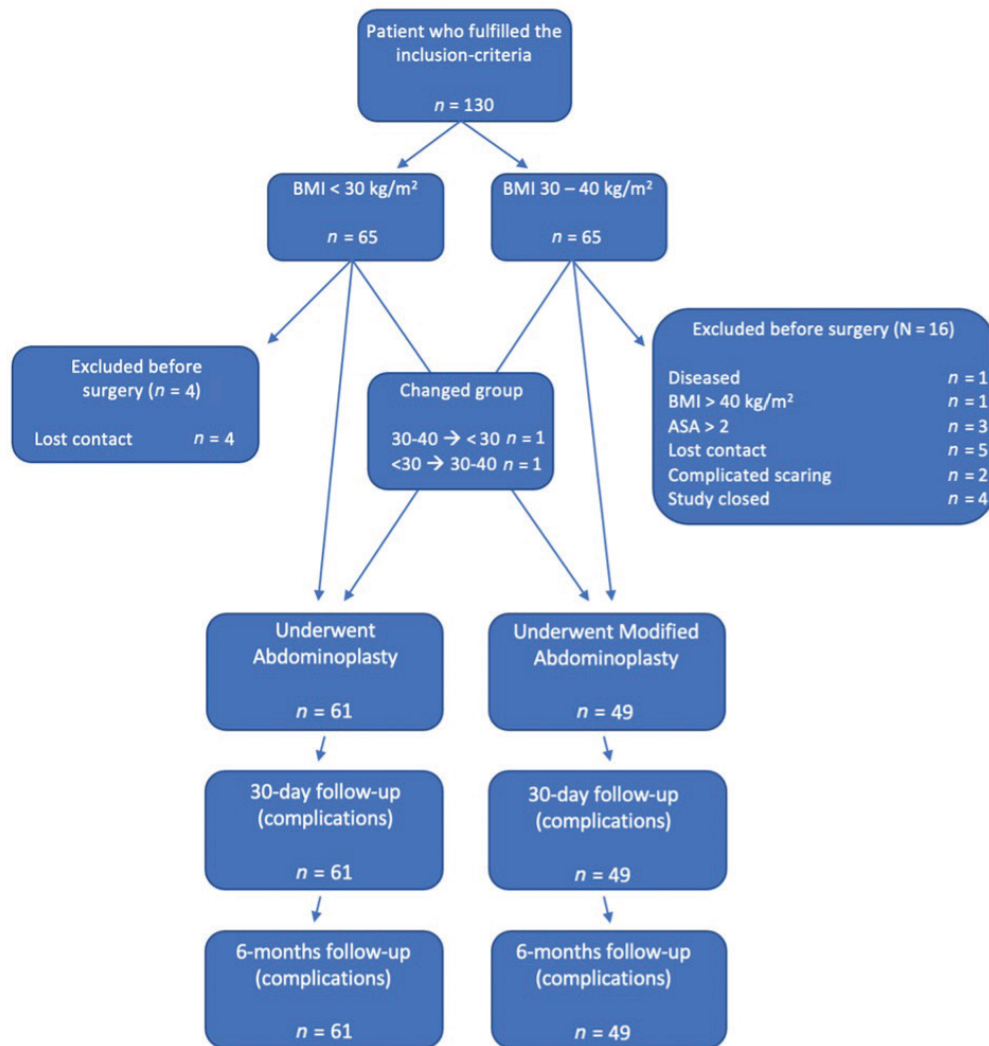 Patient who fulfilled the
inclusion-criteria
n = 130
BMI < 30 kg/m²
n = 65
BMI 30 – 40 kg/m²
n = 65
Excluded before
surgery (n = 4)
Lost contact n = 4
Changed group
30-40 → < 30 n = 1
<30 → 30-40 n = 1
Excluded before surgery (N = 16)
Diseased n = 1
BMI > 40 kg/m² n = 1
ASA > 2 n = 3
Lost contact n = 5
Complicated scaring n = 2
Study closed n = 4
Underwent
Abdominoplasty
n = 61
Underwent Modified
Abdominoplasty
n = 49
30-day follow-up
(complications)
n = 61
30-day follow-up
(complications)
n = 49
6-months follow-up
(complications)
n = 61
6-months follow-up
(complications)
n = 49